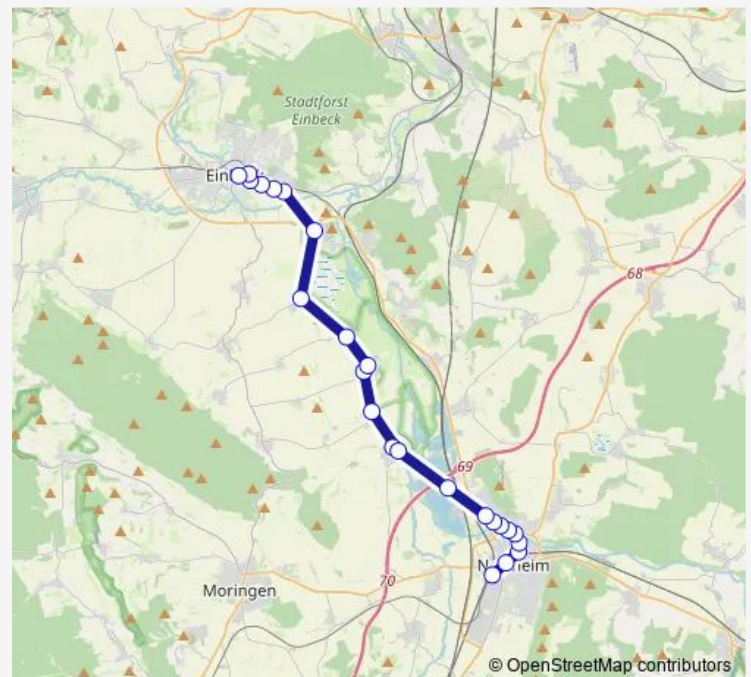 Stadtforst
Einbeck
Ein
68
69
N heim
70
Moringen
© OpenStreetMap contributors